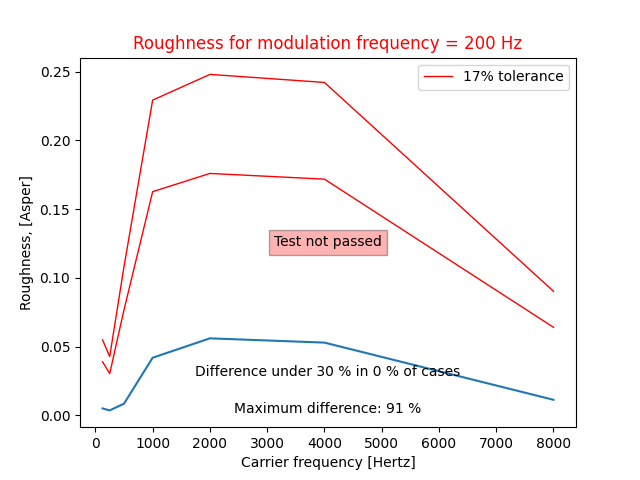 Roughness for modulation frequency = 200 Hz
17% tolerance
0.25
0.20
0.15
0.10
0.05
0.00
Roughness, [Asper]
Test not passed
Difference under 30 % in 0 % of cases
Maximum difference: 91 %
0 1000 2000 3000 4000 5000 6000 7000 8000
Carrier frequency [Hertz]